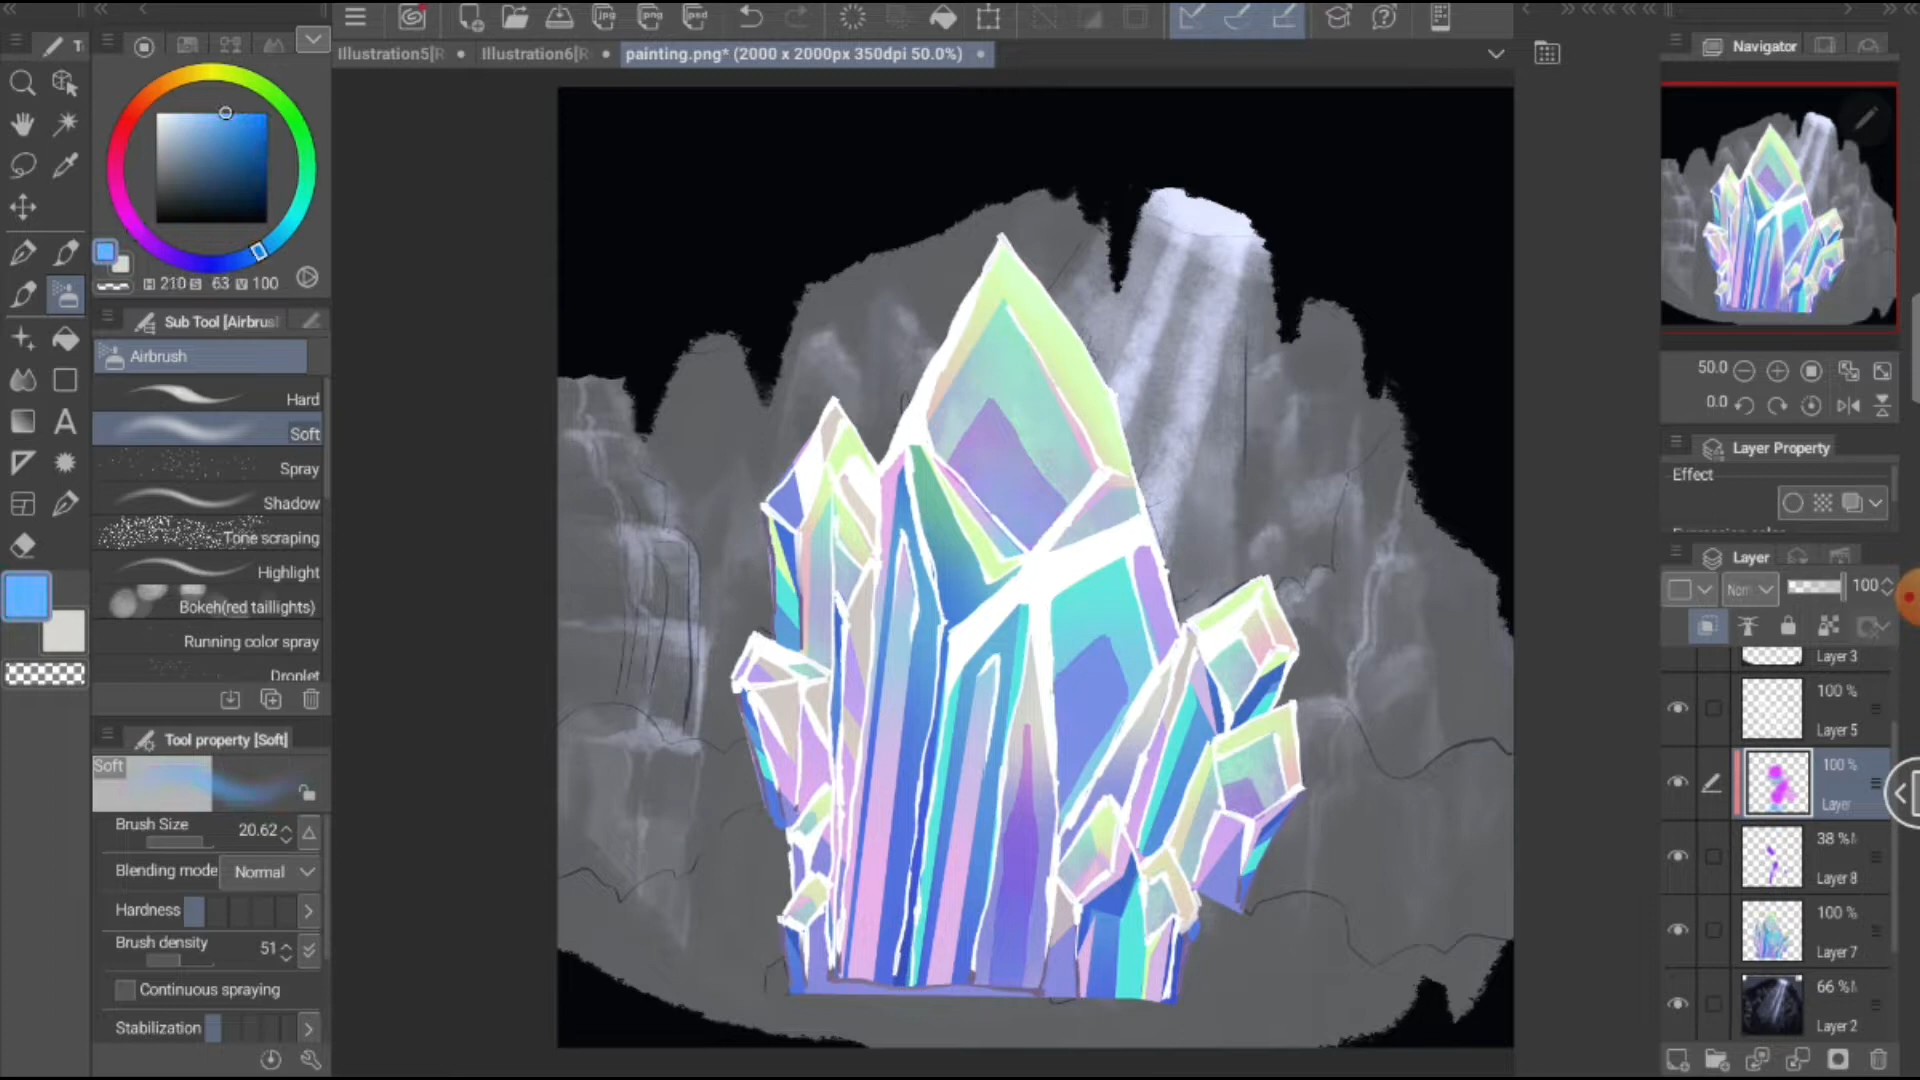 jpg
png
psd
Illustration5[R
Illustration6[R
painting.png* (2000 x 2000px 350dpi 50.0%)
H 210 S 63 V 100
Sub Tool [Airbrus
Airbrush
Hard
Soft
Spray
Shadow
Tone scraping
Highlight
Bokeh(red taillights)
Running color spray
Droplet
Tool property [Soft]
Soft
Brush Size 20.62
Blending mode Normal
Hardness
Brush density 51
Continuous spraying
Stabilization
Navigator
50.0
0.0
Layer Property
Effect
Layer
100
Layer 3
100 %
Layer 5
100 %
Layer
38 %
Layer 8
100 %
Layer 7
66 %
Layer 2